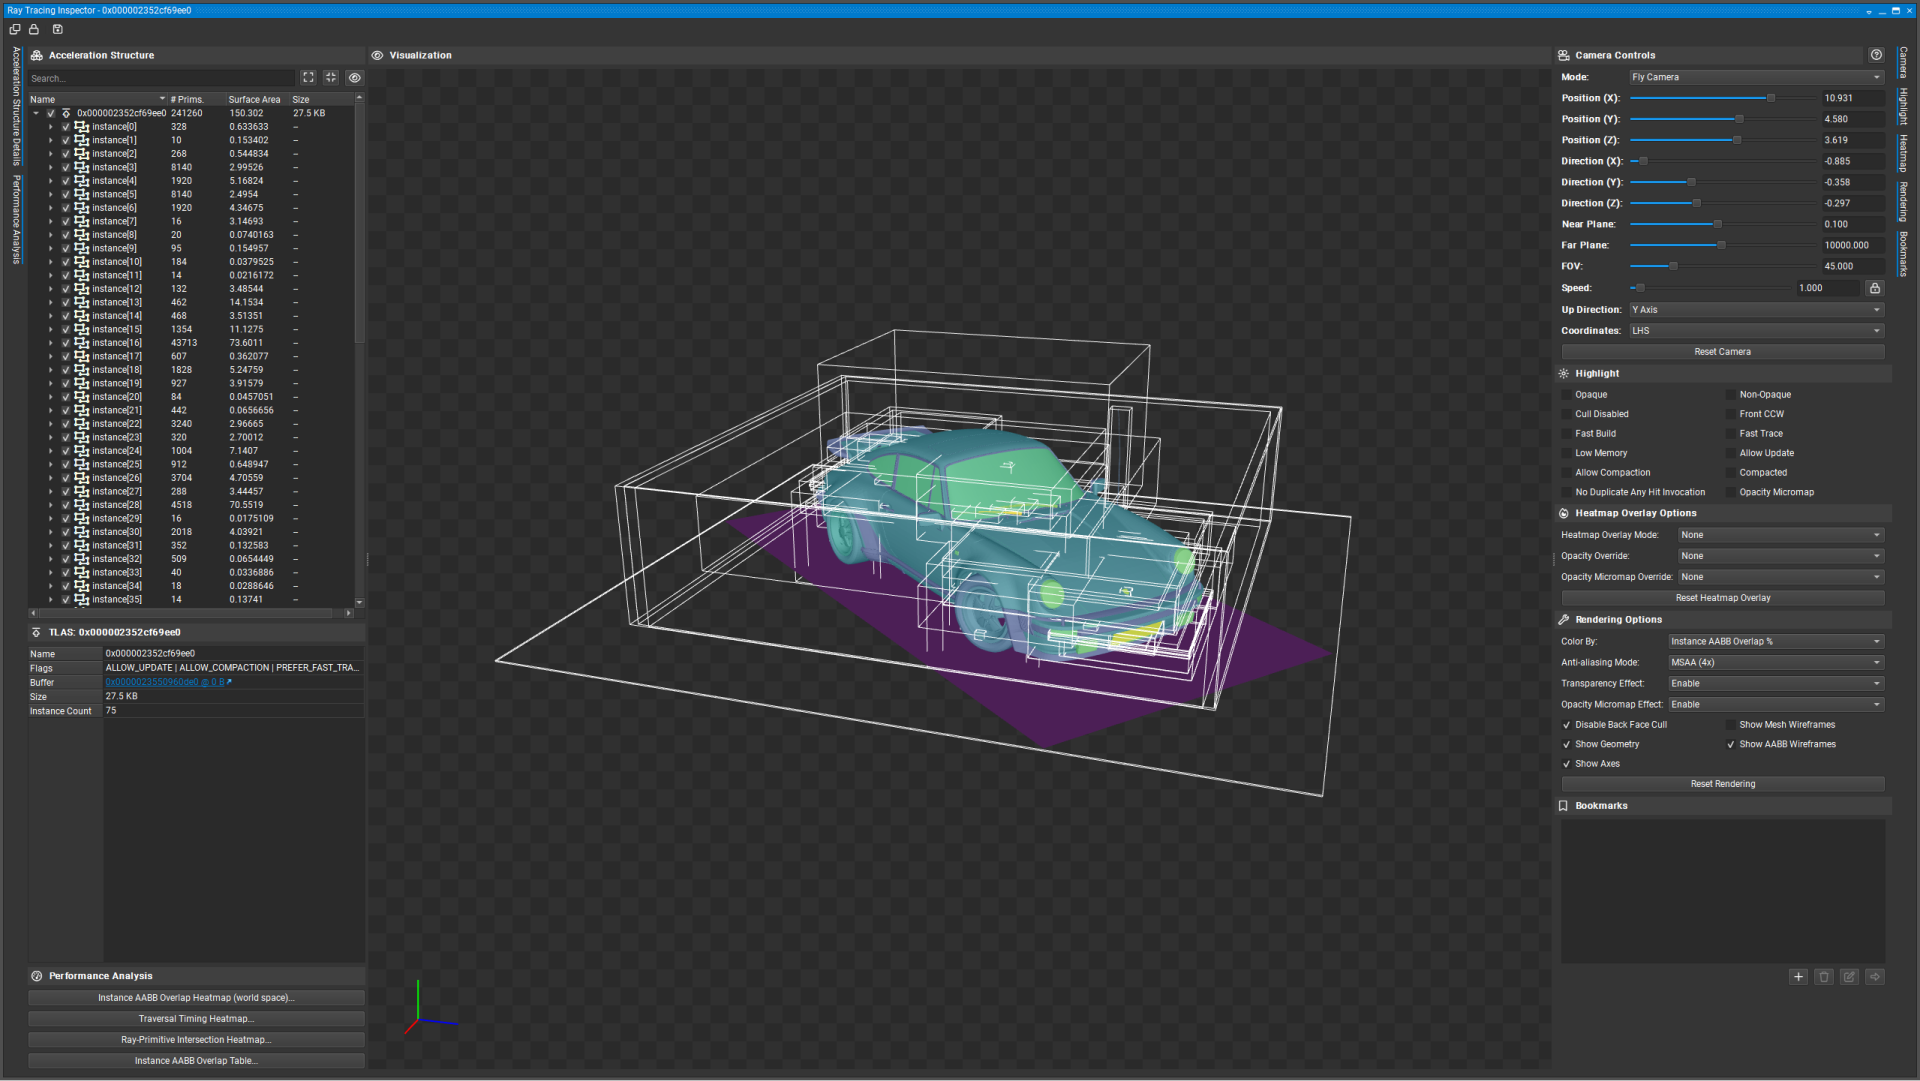 Ray Tracing Inspector - 0x000002352cf69ee0
Acceleration Structure Details
Performance Analysis
Acceleration Structure
Search...
Name # Prims. Surface Area Size
0x000002352cf69ee0 241260 150.302 27.5 KB
instance[0] 328 0.633633 –
instance[1] 10 0.153402 –
instance[2] 268 0.544834 –
instance[3] 8140 2.99526 –
instance[4] 1920 5.16824 –
instance[5] 8140 2.4954 –
instance[6] 1920 4.34675 –
instance[7] 16 3.14693 –
instance[8] 20 0.0740163 –
instance[9] 95 0.154957 –
instance[10] 184 0.0379525 –
instance[11] 14 0.0216172 –
instance[12] 132 3.48544 –
instance[13] 462 14.1534 –
instance[14] 468 3.51351 –
instance[15] 1354 11.1275 –
instance[16] 43713 73.6011 –
instance[17] 607 0.362077 –
instance[18] 1828 5.24759 –
instance[19] 927 3.91579 –
instance[20] 84 0.0457051 –
instance[21] 442 0.0656656 –
instance[22] 3240 2.96665 –
instance[23] 320 2.70012 –
instance[24] 1004 7.1407 –
instance[25] 912 0.648947 –
instance[26] 3704 4.70559 –
instance[27] 288 3.44457 –
instance[28] 4518 70.5519 –
instance[29] 16 0.0175109 –
instance[30] 2018 4.03921 –
instance[31] 352 0.132583 –
instance[32] 509 0.0654449 –
instance[33] 40 0.0336886 –
instance[34] 18 0.0288646 –
instance[35] 14 0.13741 –
TLAS: 0x000002352cf69ee0
Name 0x000002352cf69ee0
Flags ALLOW_UPDATE | ALLOW_COMPACTION | PREFER_FAST_TRA...
Buffer 0x0000023550960de0 @ 0 B
Size 27.5 KB
Instance Count 75
Performance Analysis
Instance AABB Overlap Heatmap (world space)...
Traversal Timing Heatmap...
Ray-Primitive Intersection Heatmap...
Instance AABB Overlap Table...
Visualization
Camera Controls
Mode: Fly Camera
Position (X): 10.931
Position (Y): 4.580
Position (Z): 3.619
Direction (X): -0.885
Direction (Y): -0.358
Direction (Z): -0.297
Near Plane: 0.100
Far Plane: 10000.000
FOV: 45.000
Speed: 1.000
Up Direction: Y Axis
Coordinates: LHS
Reset Camera
Highlight
Opaque Non-Opaque
Cull Disabled Front CCW
Fast Build Fast Trace
Low Memory Allow Update
Allow Compaction Compacted
No Duplicate Any Hit Invocation Opacity Micromap
Heatmap Overlay Options
Heatmap Overlay Mode: None
Opacity Override: None
Opacity Micromap Override: None
Reset Heatmap Overlay
Rendering Options
Color By: Instance AABB Overlap %
Anti-aliasing Mode: MSAA (4x)
Transparency Effect: Enable
Opacity Micromap Effect: Enable
Disable Back Face Cull Show Mesh Wireframes
Show Geometry Show AABB Wireframes
Show Axes
Reset Rendering
Bookmarks
Camera
Highlight
Heatmap
Rendering
Bookmarks